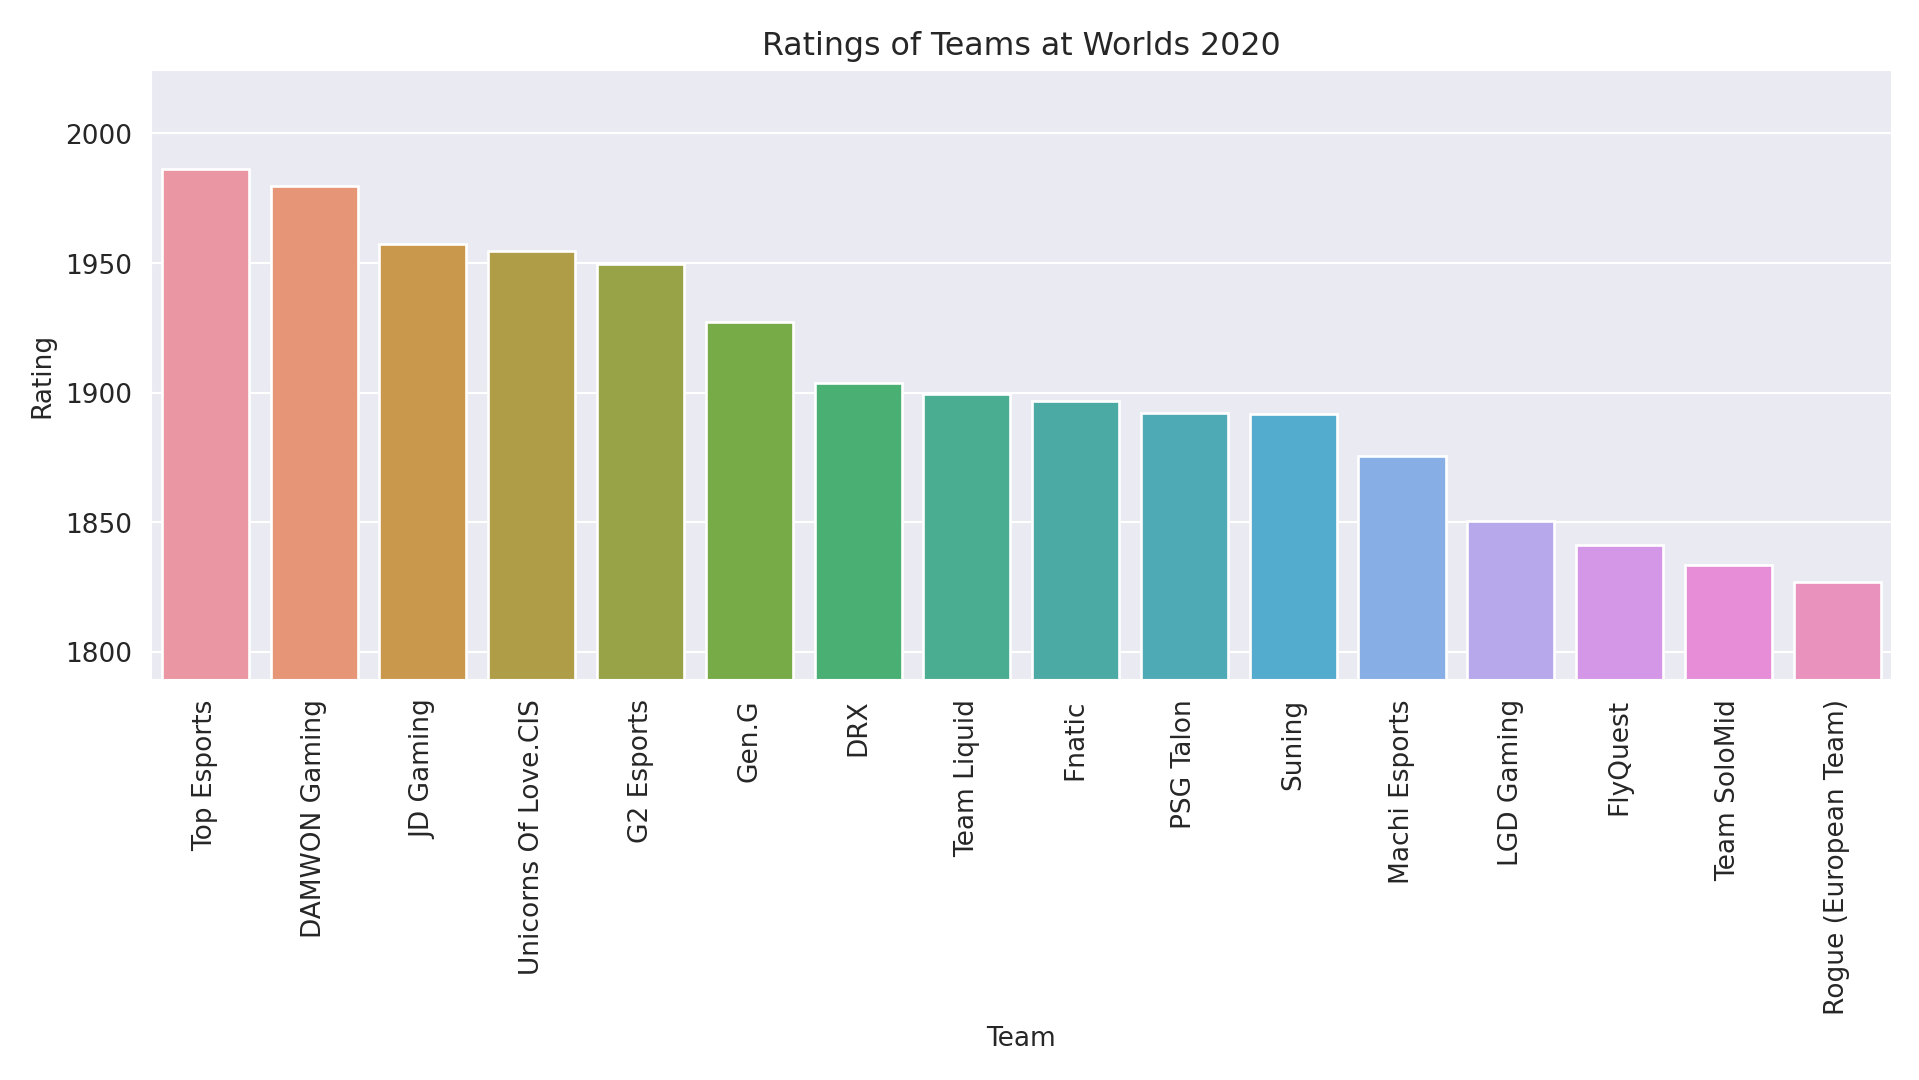 Ratings of Teams at Worlds 2020
2000
1950
1900
1850
1800
Rating
Top Esports
DAMWON Gaming
JD Gaming
Unicorns Of Love.CIS
G2 Esports
Gen.G
DRX
Team Liquid
Fnatic
PSG Talon
Suning
Machi Esports
LGD Gaming
FlyQuest
Team SoloMid
Rogue (European Team)
Team